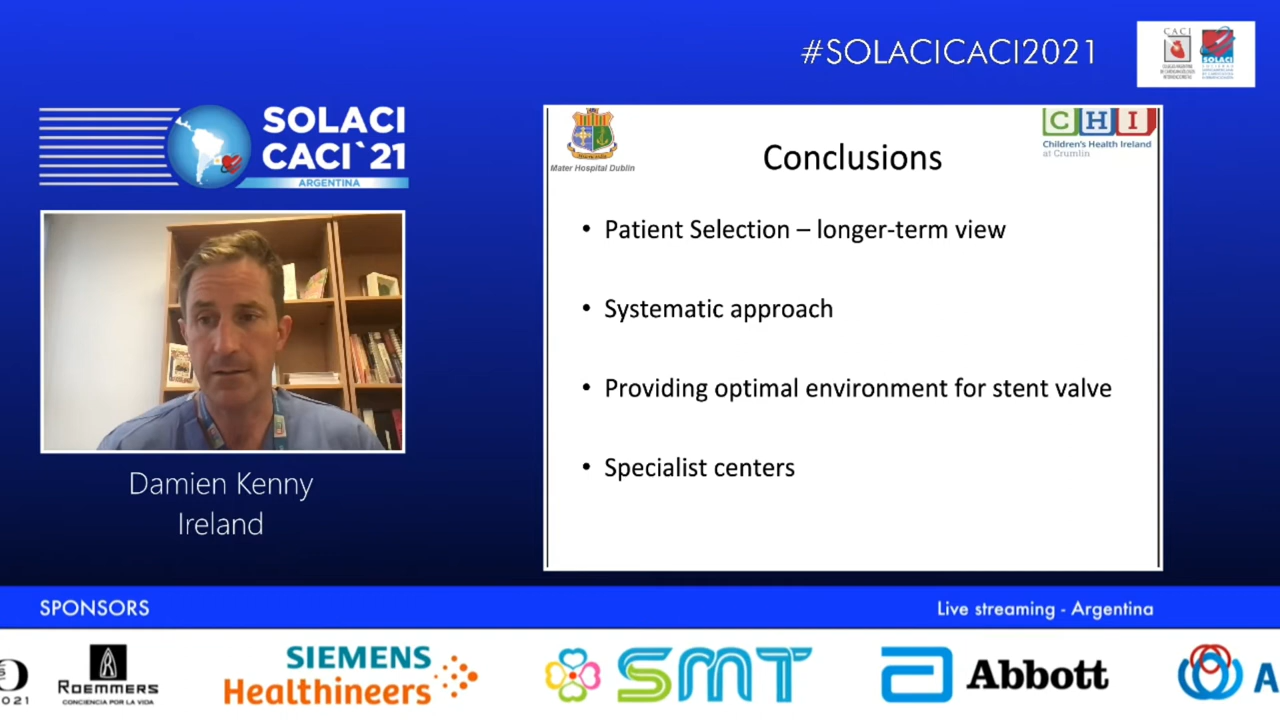 #SOLACICACI2021
CACI
SOLACI
SOLACI
CACI`21
ARGENTINA
Damien Kenny
Ireland
Mater Hospital Dublin
CHI
Children's Health Ireland
at Crumlin
Conclusions
• Patient Selection – longer-term view
• Systematic approach
• Providing optimal environment for stent valve
• Specialist centers
SPONSORS
Live streaming - Argentina
ROEMMERS
CONCIENCIA POR LA VIDA
SIEMENS
Healthineers
SMT
Abbott